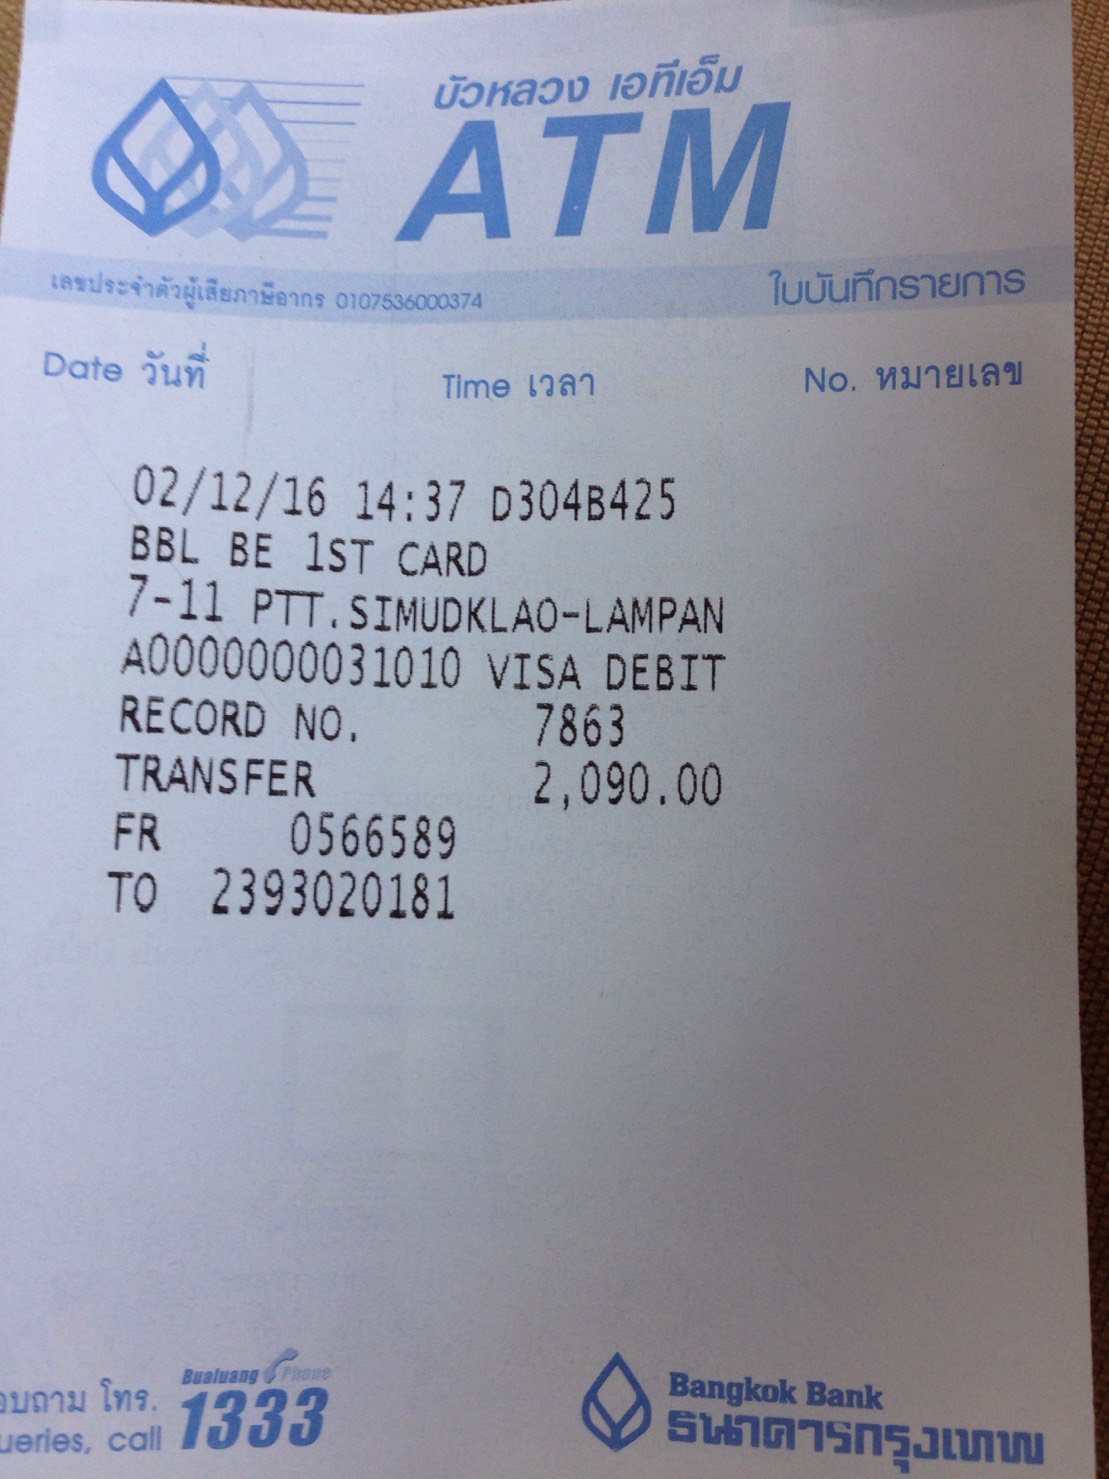 บัวหลวง เอทีเอ็ม
ATM
เลขประจำตัวผู้เสียภาษีอากร 0107536000374 ใบบันทึกรายการ
Date วันที่ Time เวลา No. หมายเลข
02/12/16 14:37 D304B425
BBL BE 1ST CARD
7-11 PTT.SIMUDKLAO-LAMPAN
A0000000031010 VISA DEBIT
RECORD NO. 7863
TRANSFER 2,090.00
FR 0566589
TO 2393020181
Bualuang Phone
อบถาม โทร. 1333
ueries, call
Bangkok Bank
ธนาคารกรุงเทพ